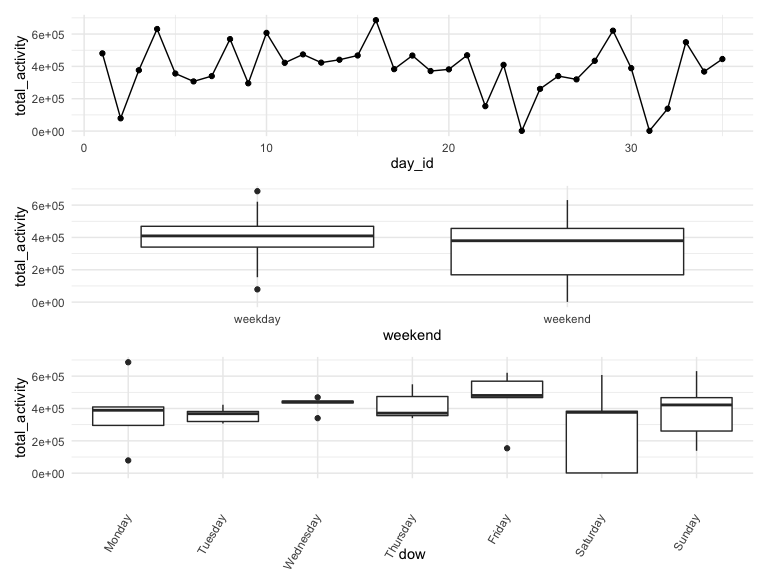 total_activity
6e+05
4e+05
2e+05
0e+00
0 10 20 30
day_id
total_activity
6e+05
4e+05
2e+05
0e+00
weekday weekend
weekend
total_activity
6e+05
4e+05
2e+05
0e+00
Monday Tuesday Wednesday Thursday Friday Saturday Sunday
dow